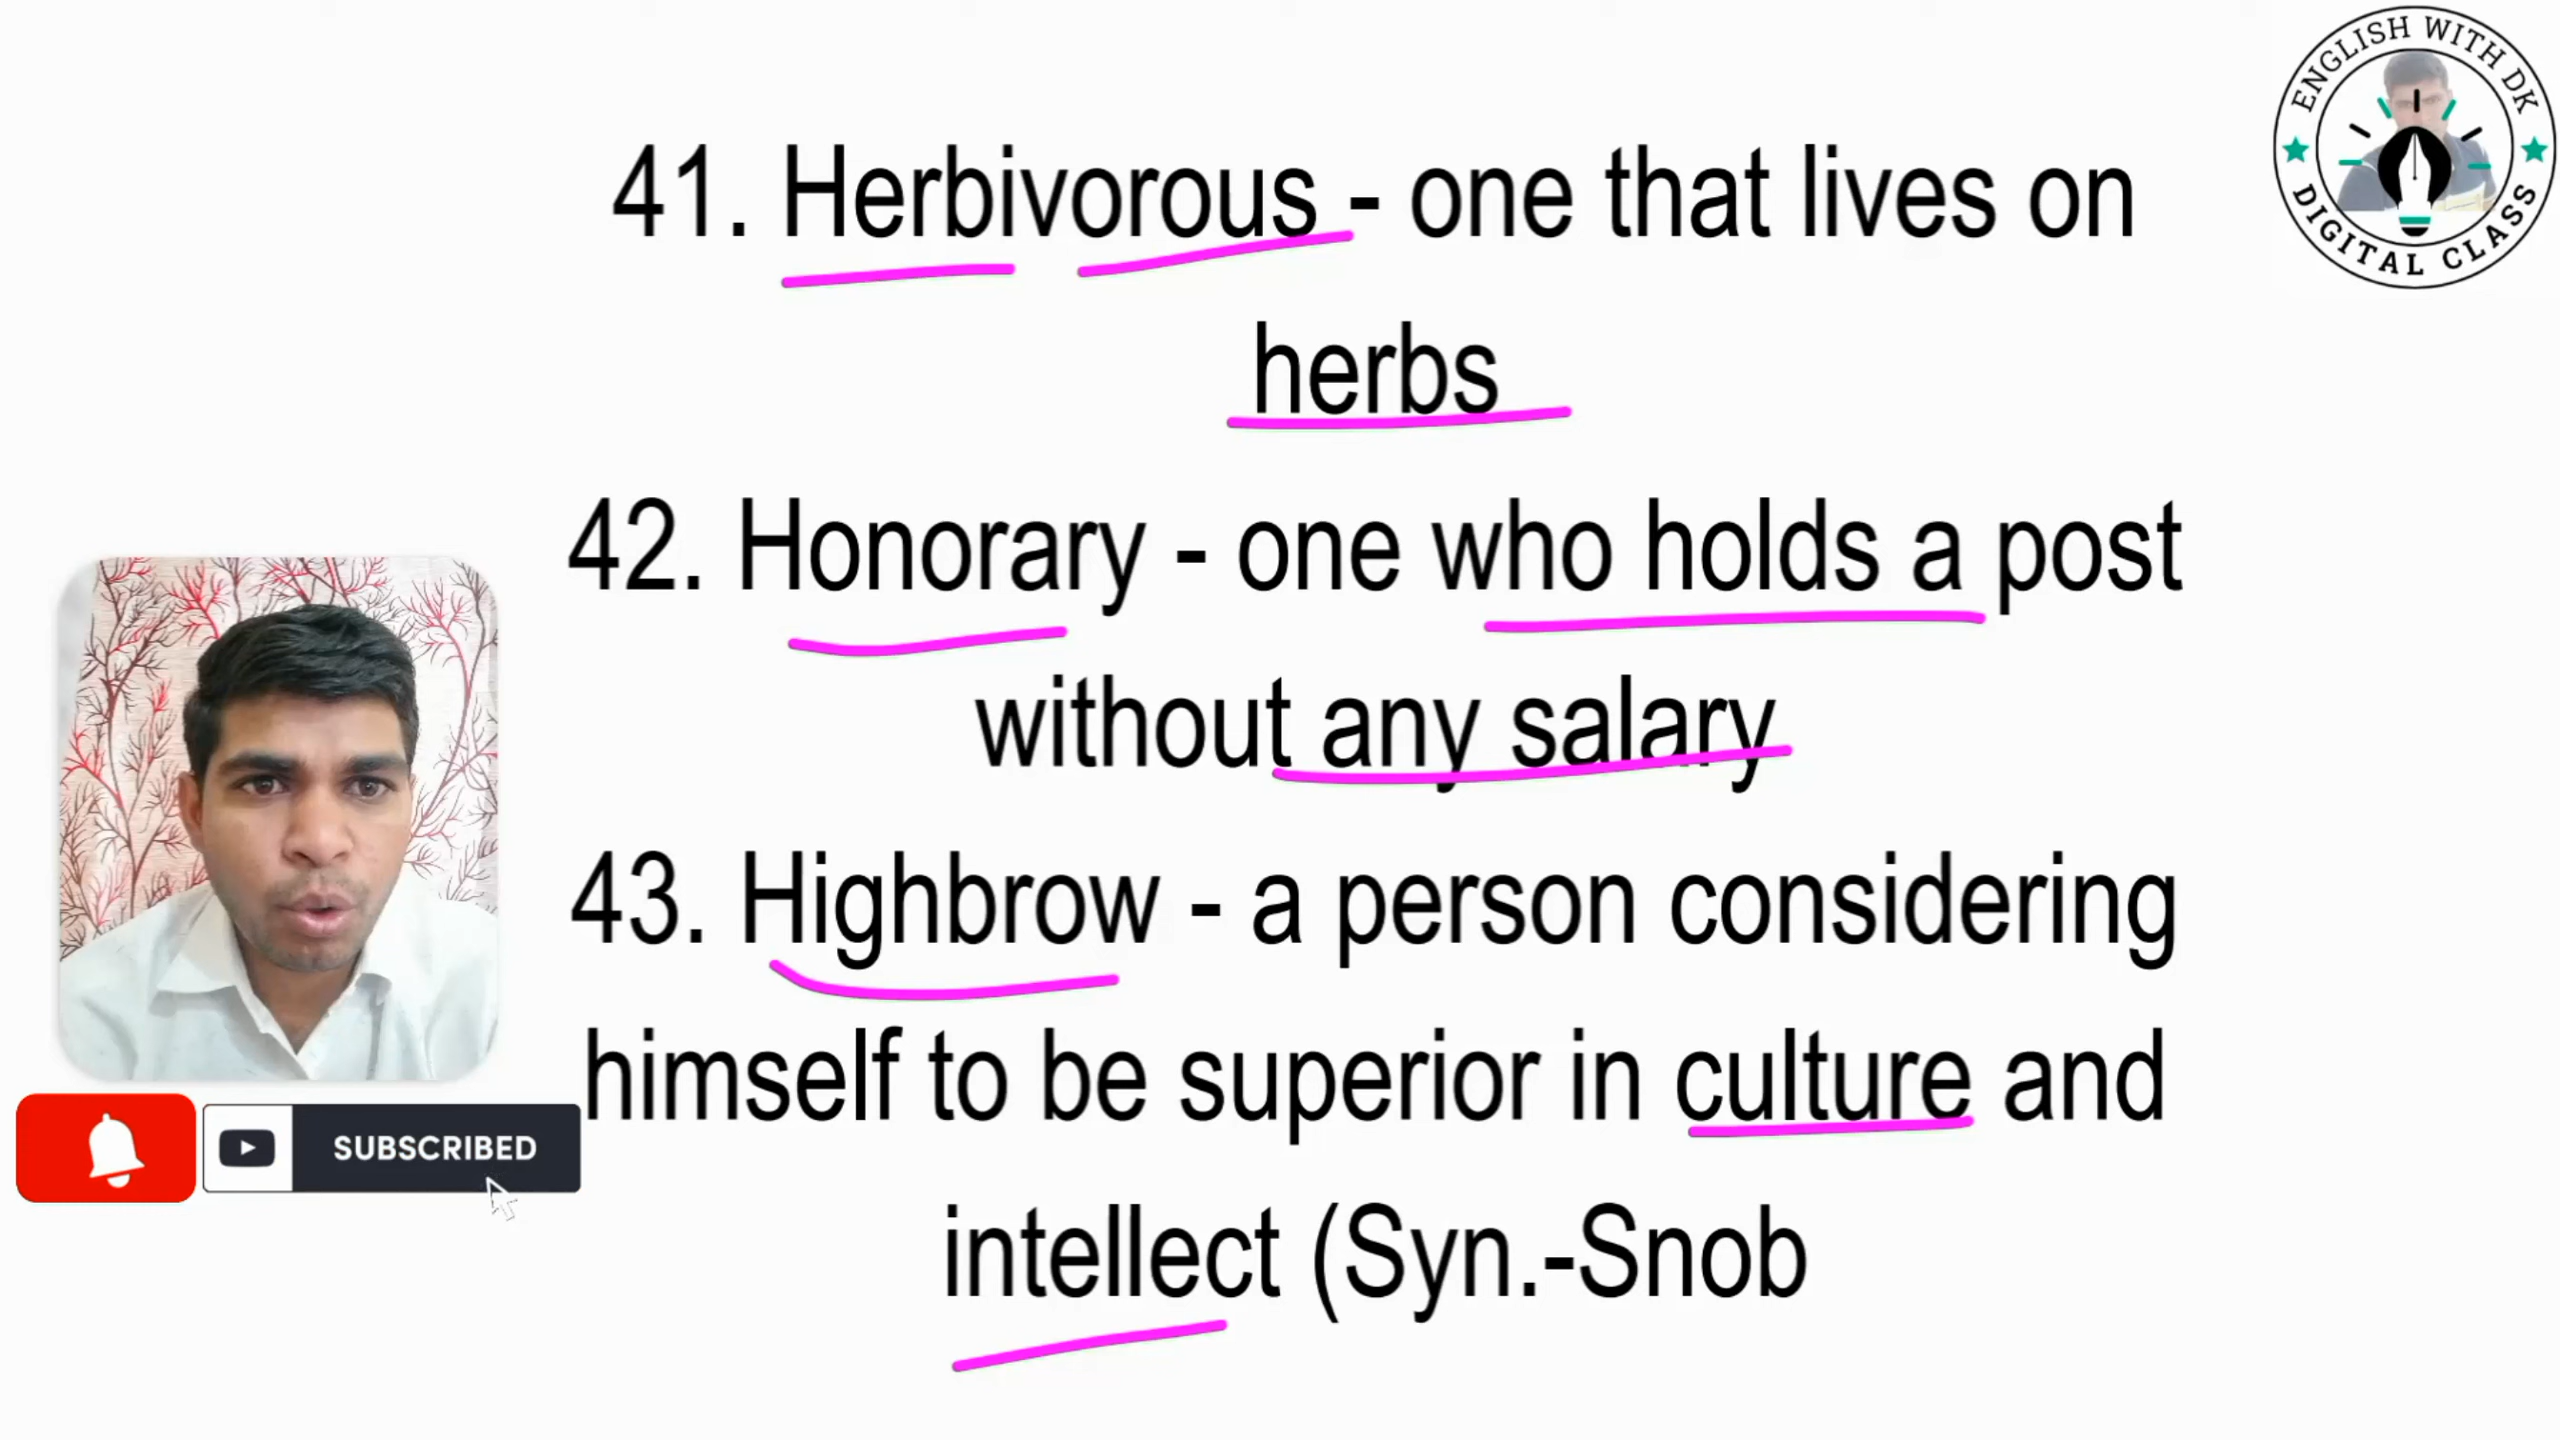 ENGLISH WITH DK
DIGITAL CLASS
41. Herbivorous - one that lives on
herbs
42. Honorary - one who holds a post
without any salary
43. Highbrow - a person considering
himself to be superior in culture and
intellect (Syn.-Snob
SUBSCRIBED